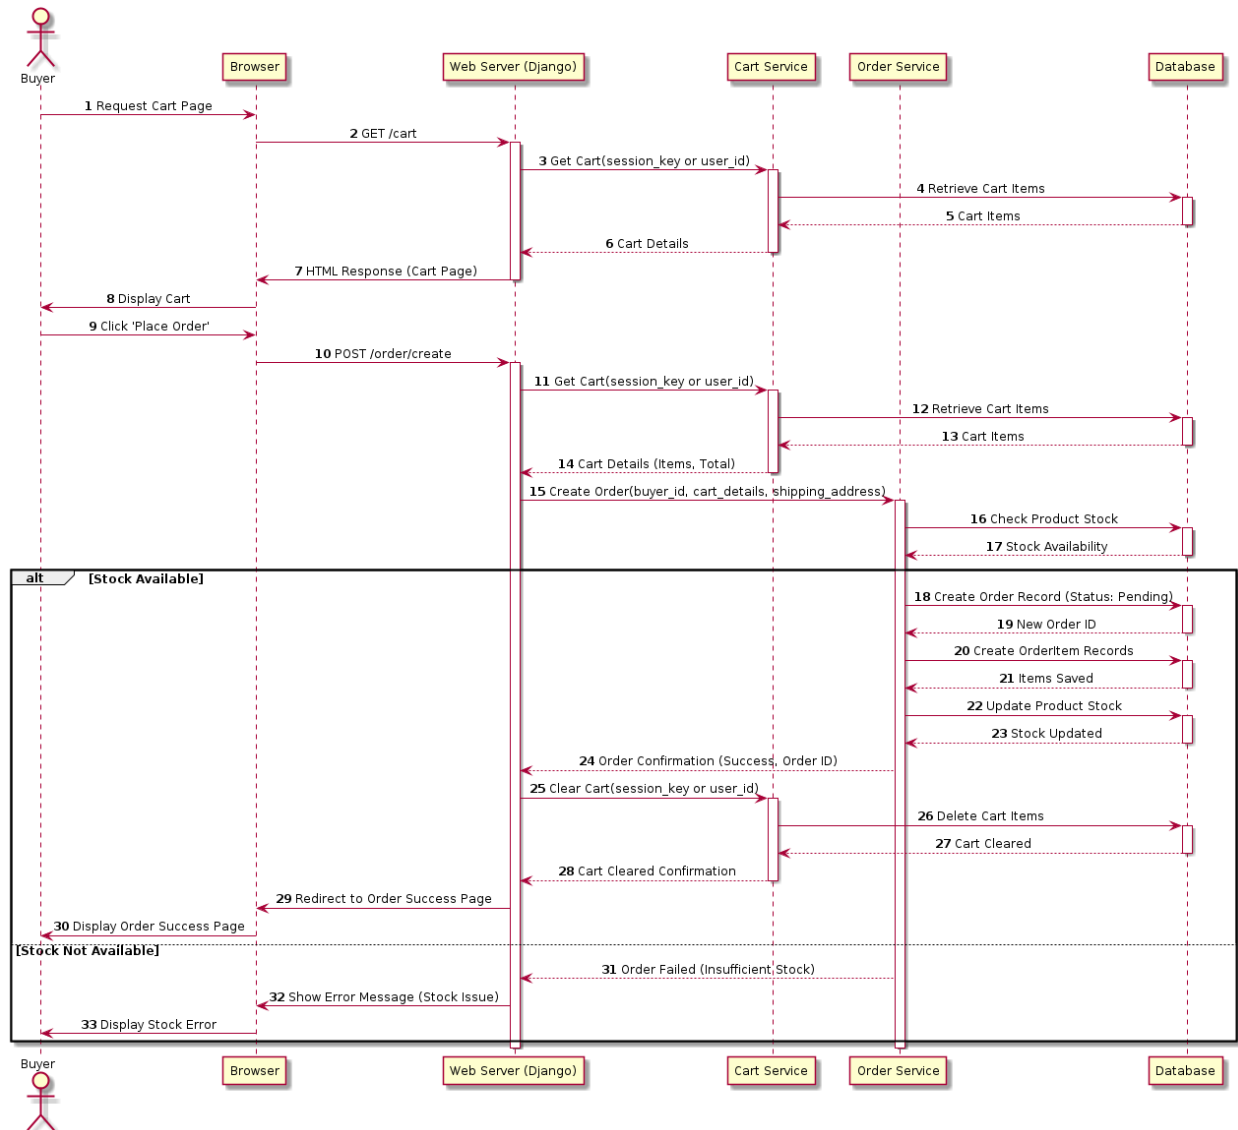 Buyer
Browser
Web Server (Django)
Cart Service
Order Service
Database
1 Request Cart Page
2 GET /cart
3 Get Cart(session_key or user_id)
4 Retrieve Cart Items
5 Cart Items
6 Cart Details
7 HTML Response (Cart Page)
8 Display Cart
9 Click 'Place Order'
10 POST /order/create
11 Get Cart(session_key or user_id)
12 Retrieve Cart Items
13 Cart Items
14 Cart Details (Items, Total)
15 Create Order(buyer_id, cart_details, shipping_address)
16 Check Product Stock
17 Stock Availability
alt [Stock Available]
18 Create Order Record (Status: Pending)
19 New Order ID
20 Create OrderItem Records
21 Items Saved
22 Update Product Stock
23 Stock Updated
24 Order Confirmation (Success, Order ID)
25 Clear Cart(session_key or user_id)
26 Delete Cart Items
27 Cart Cleared
28 Cart Cleared Confirmation
29 Redirect to Order Success Page
30 Display Order Success Page
[Stock Not Available]
31 Order Failed (Insufficient Stock)
32 Show Error Message (Stock Issue)
33 Display Stock Error
Buyer
Browser
Web Server (Django)
Cart Service
Order Service
Database